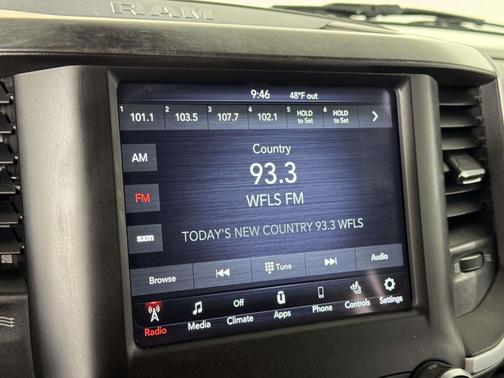 RAM
9:46 48°F out
1 101.1 2 103.5 3 107.7 4 102.1 5 HOLD to Set 6 HOLD to Set
AM
Country
93.3
FM
WFLS FM
sxm
TODAY'S NEW COUNTRY 93.3 WFLS
Browse Tune Audio
Off
Radio Media Climate Apps Phone Controls Settings